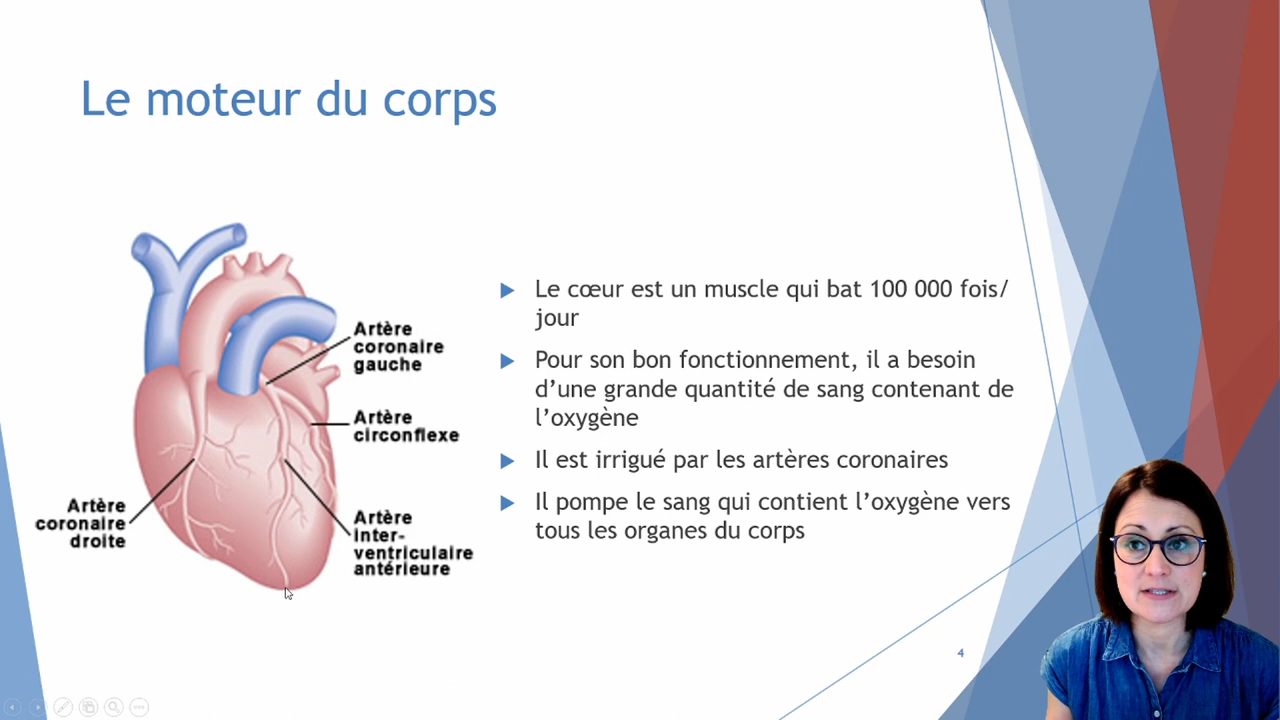 Le moteur du corps
Artère
coronaire
gauche
Artère
circonflexe
Artère
coronaire
droite
Artère
inter-
ventriculaire
antérieure
Le cœur est un muscle qui bat 100 000 fois/
jour
Pour son bon fonctionnement, il a besoin
d’une grande quantité de sang contenant de
l’oxygène
Il est irrigué par les artères coronaires
Il pompe le sang qui contient l’oxygène vers
tous les organes du corps
4